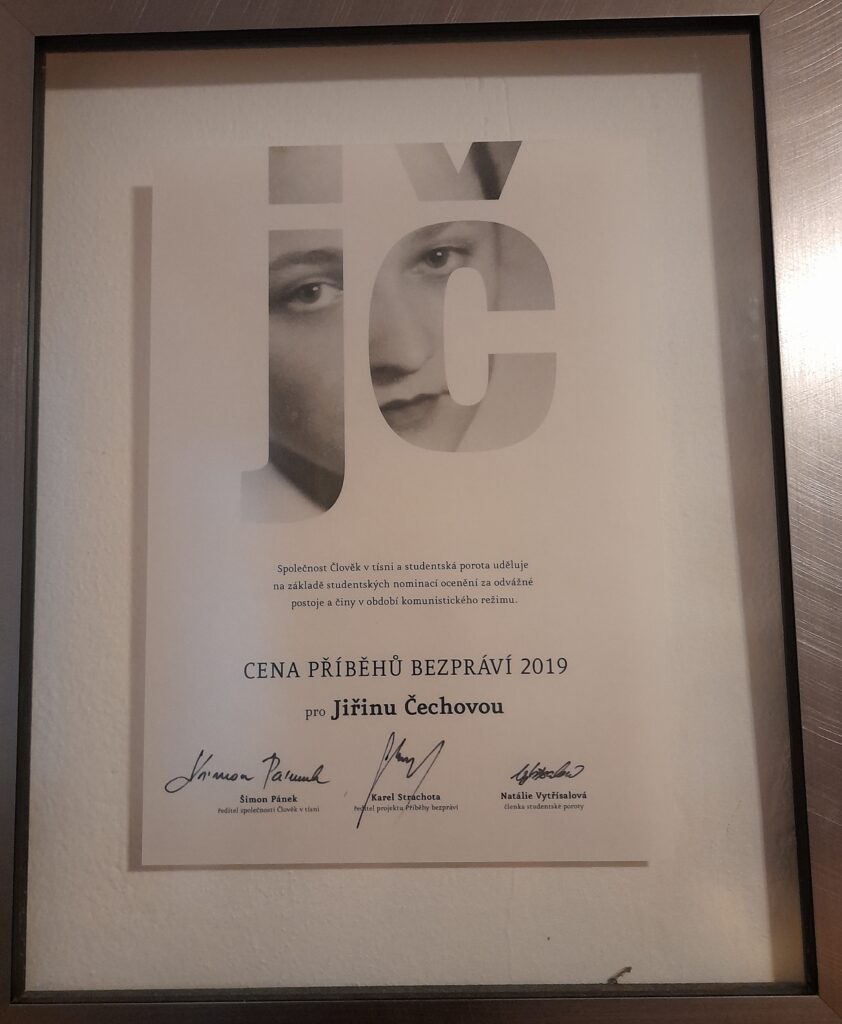 jč
Společnost Člověk v tísni a studentská porota uděluje
na základě studentských nominací ocenění za odvážné
postoje a činy v období komunistického režimu.
CENA PŘÍBĚHŮ BEZPRÁVÍ 2019
pro Jiřinu Čechovou
Šimon Pánek
ředitel společnosti Člověk v tísni
Karel Strachota
ředitel projektu Příběhy bezpráví
Natálie Vytřísalová
členka studentské poroty